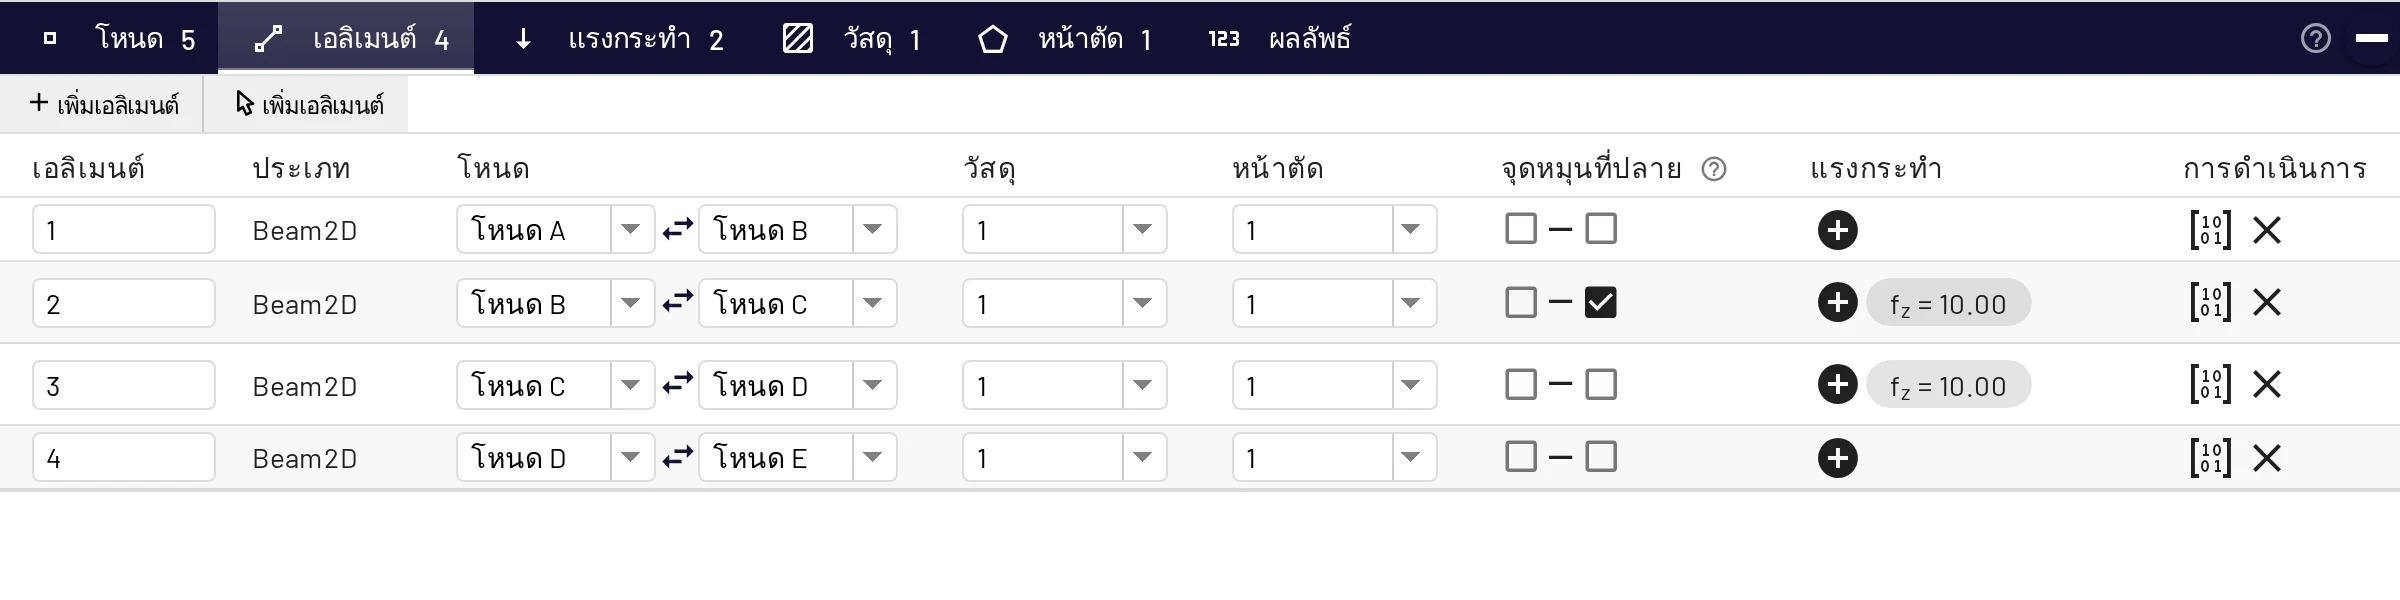 โหนด 5 เอลิเมนต์ 4 แรงกระทำ 2 วัสดุ 1 หน้าตัด 1 123 ผลลัพธ์ ?
+ เพิ่มเอลิเมนต์ เพิ่มเอลิเมนต์
เอลิเมนต์ ประเภท โหนด วัสดุ หน้าตัด จุดหมุนที่ปลาย ? แรงกระทำ การดำเนินการ
1 Beam2D โหนด A โหนด B 1 1
2 Beam2D โหนด B โหนด C 1 1 fz = 10.00
3 Beam2D โหนด C โหนด D 1 1 fz = 10.00
4 Beam2D โหนด D โหนด E 1 1